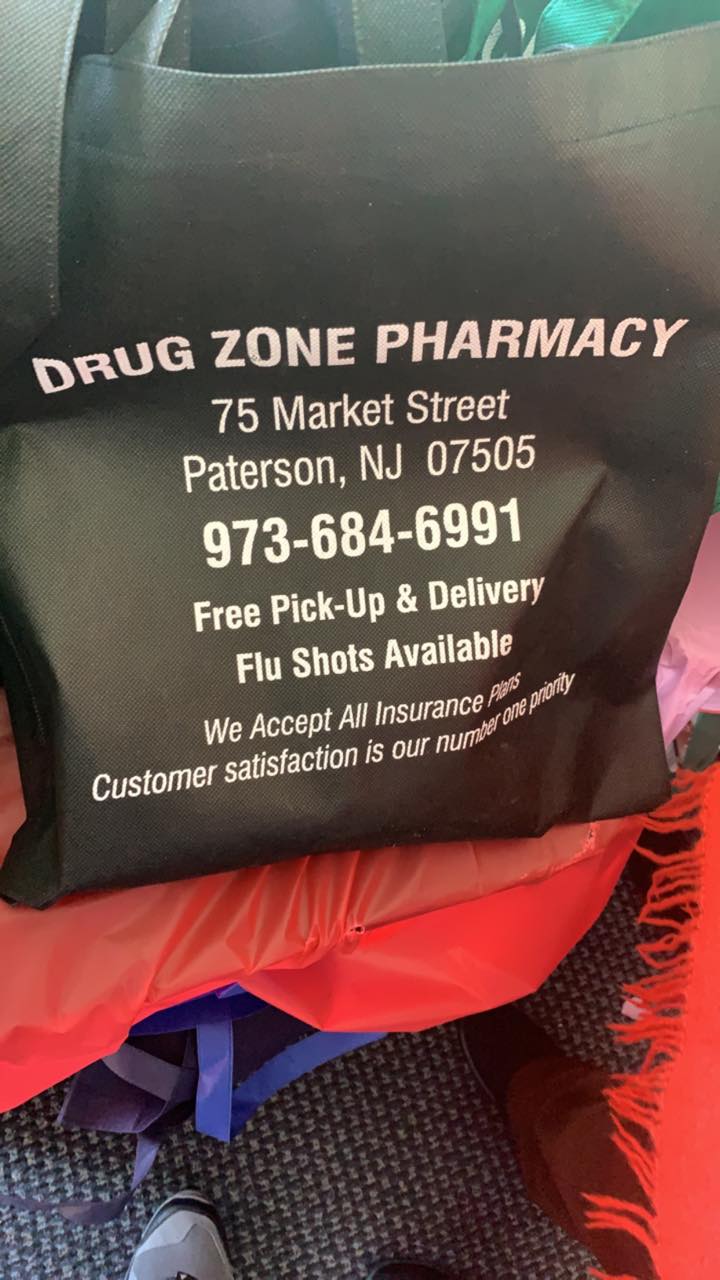 DRUG ZONE PHARMACY
75 Market Street
Paterson, NJ 07505
973-684-6991
Free Pick-Up & Delivery
Flu Shots Available
We Accept All Insurance Plans
Customer satisfaction is our number one priority